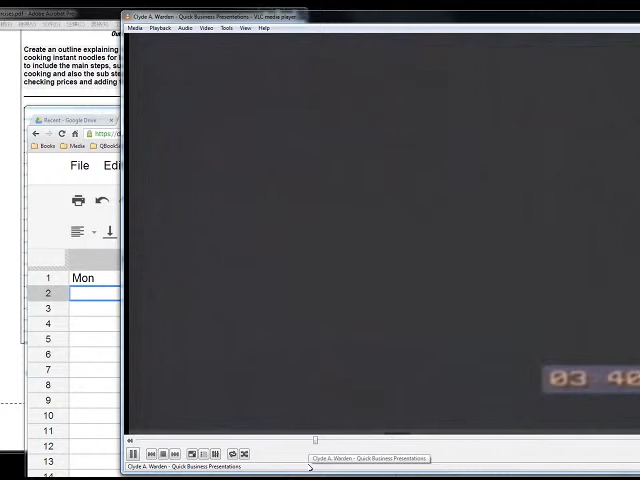 Clyde A. Warden - Quick Business Presentations - VLC media player
Media Playback Audio Video Tools View Help
Create an outline explaining
cooking instant noodles for
to include the main steps, su
cooking and also the sub ste
checking prices and adding
Recent - Google Drive
https://d
Books Media QBookS
File Edi
1 Mon
2
3
4
5
6
7
8
9
10
11
12
13
14
03 40
Clyde A. Warden - Quick Business Presentations
Clyde A. Warden - Quick Business Presentations